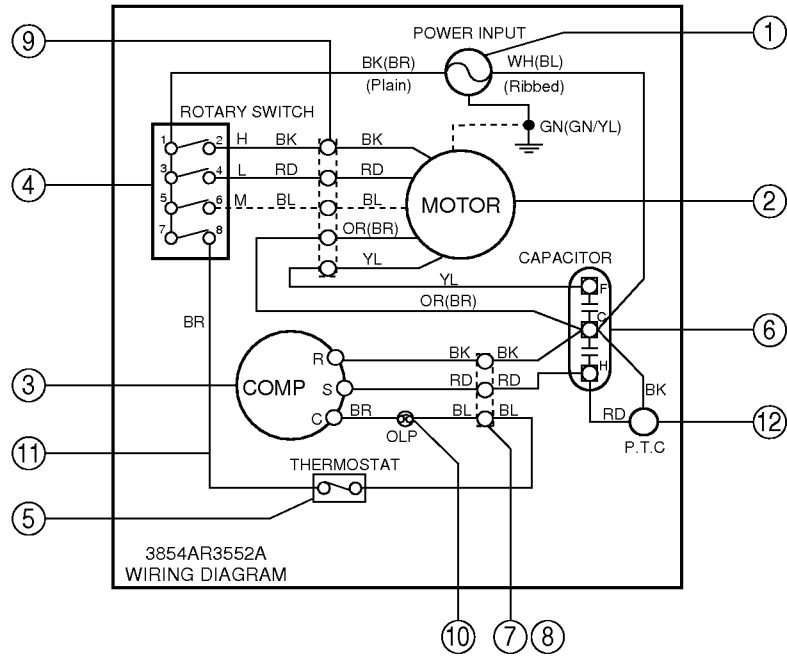 9
POWER INPUT
1
BK(BR)
WH(BL)
(Plain)
(Ribbed)
ROTARY SWITCH
GN(GN/YL)
1 2 H BK BK
3 4 L RD RD
4
5 6 M BL BL
MOTOR
2
7 8
OR(BR)
CAPACITOR
YL
YL
F
OR(BR)
C
BR
6
R BK BK
H
3
COMP
S RD RD
BK
C BR BL BL
RD
12
OLP
P.T.C
11
THERMOSTAT
5
3854AR3552A
WIRING DIAGRAM
10
7 8